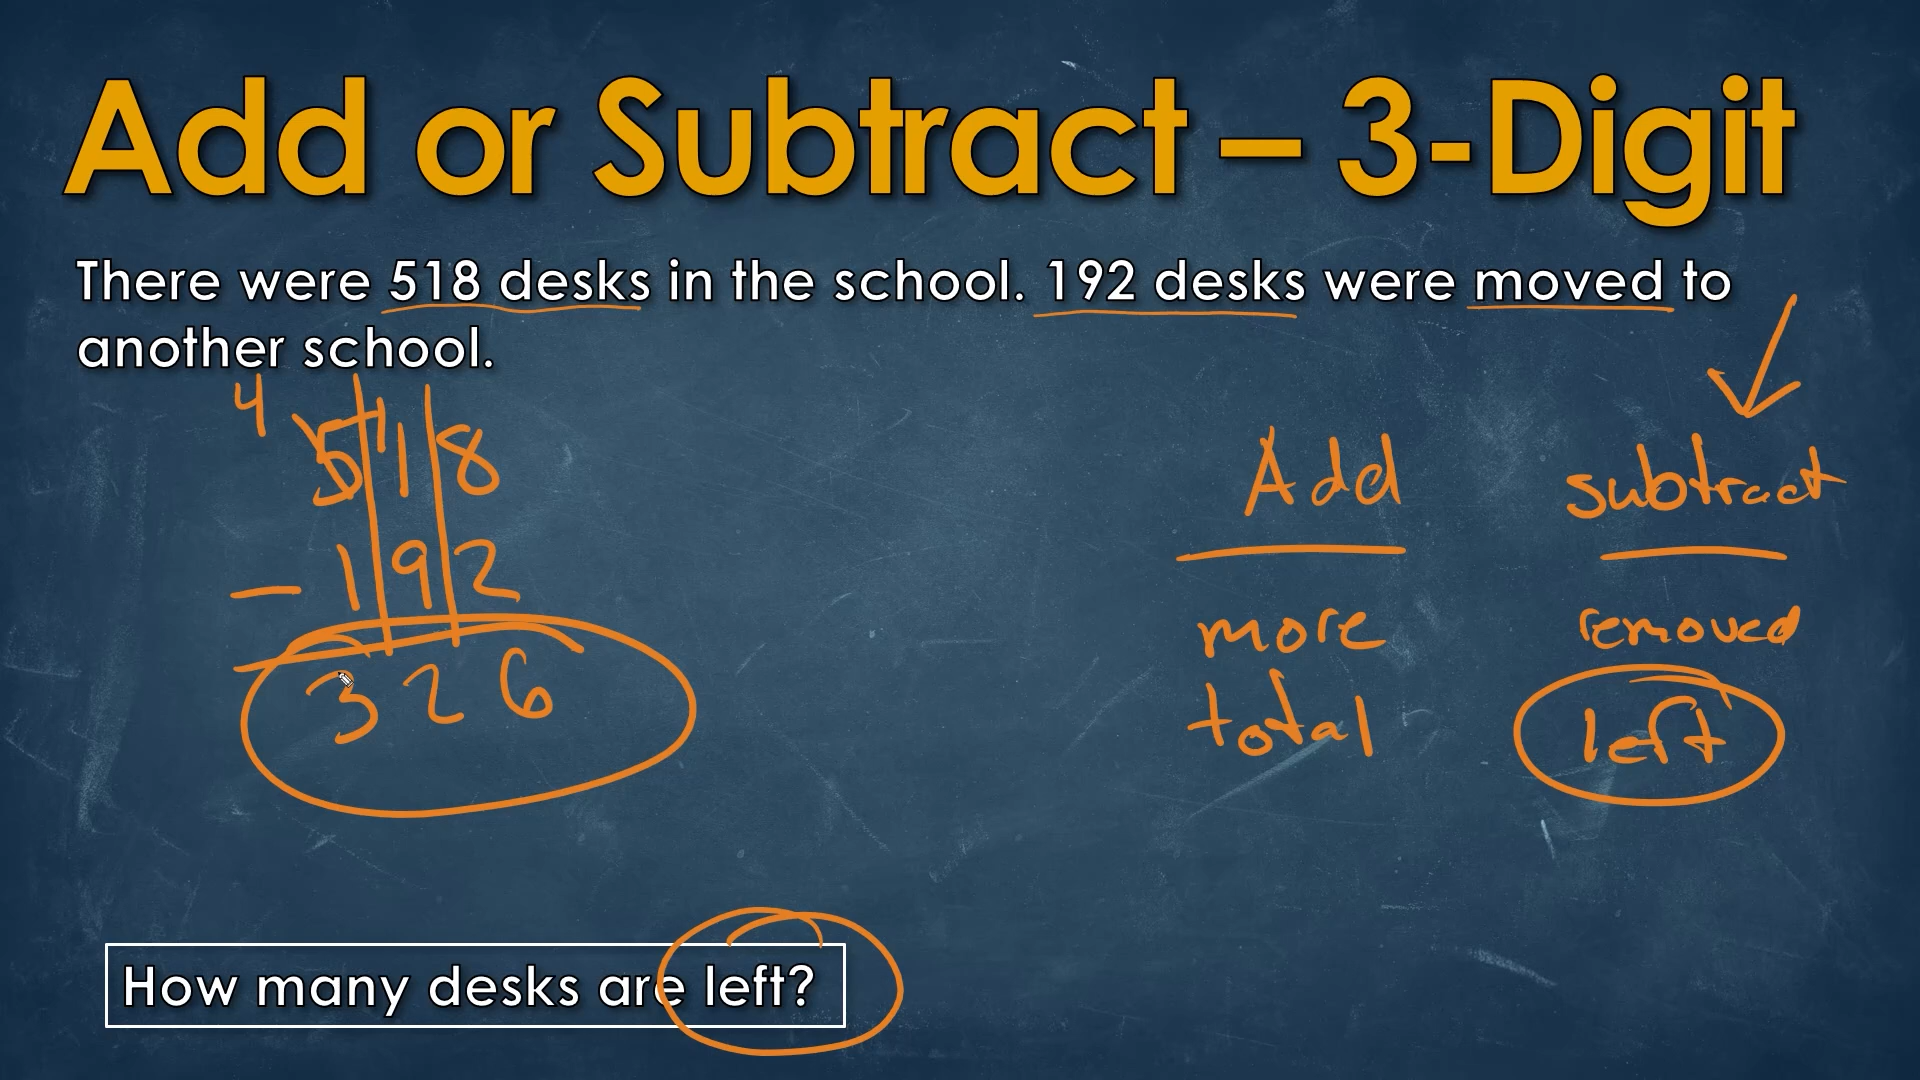 Add or Subtract – 3-Digit
There were 518 desks in the school. 192 desks were moved to
another school.
4 1
518
- 192
326
Add subtract
more removed
total left
How many desks are left?